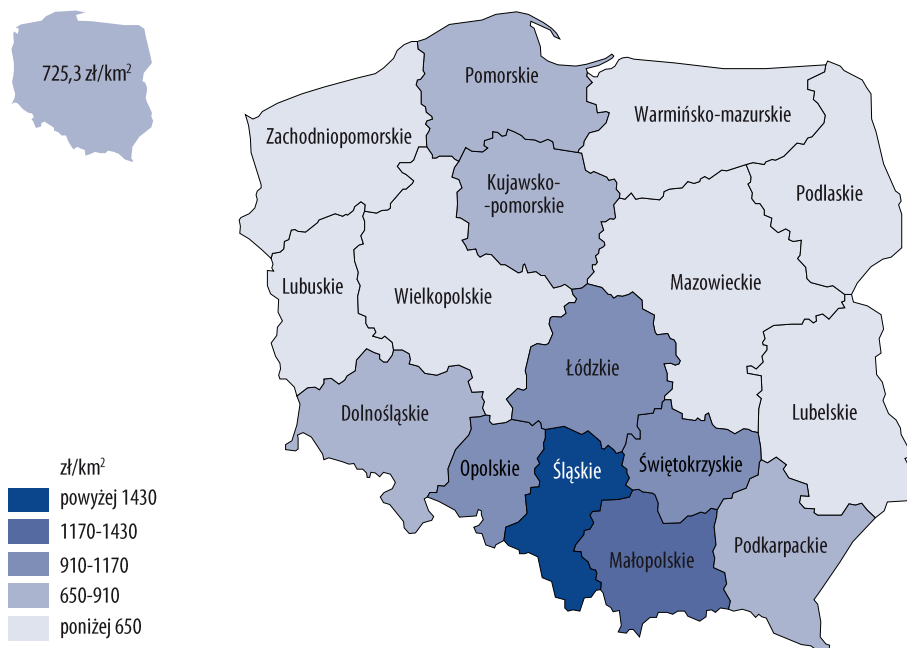 725,3 zł/km²
Pomorskie
Warmińsko-mazurskie
Zachodniopomorskie
Kujawsko-
-pomorskie
Podlaskie
Lubuskie
Wielkopolskie
Mazowieckie
Łódzkie
Dolnośląskie
Lubelskie
Opolskie
Śląskie
Świętokrzyskie
Podkarpackie
Małopolskie
zł/km²
powyżej 1430
1170-1430
910-1170
650-910
poniżej 650